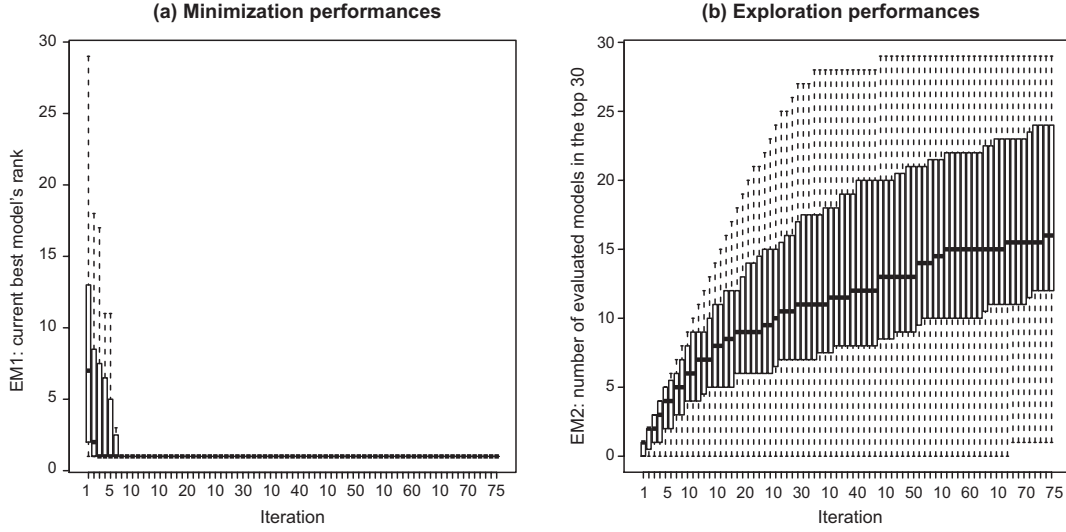 (a) Minimization performances
30
25
20
15
10
5
0
EM1: current best model's rank
1 5 10 10 20 10 30 10 40 10 50 10 60 10 70 75
Iteration
(b) Exploration performances
30
25
20
15
10
5
0
EM2: number of evaluated models in the top 30
1 5 10 10 20 10 30 10 40 10 50 10 60 10 70 75
Iteration